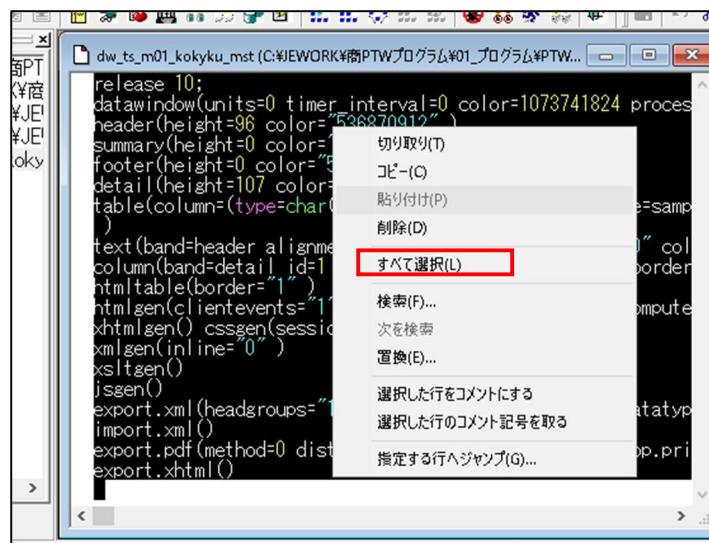 dw_ts_m01_kokyku_mst (C:¥JEWORK¥商PTWプログラム¥01_プログラム¥PTW...
商PT
¥商
¥JE
¥JE
koky
release 10;
datawindow(units=0 timer_interval=0 color=1073741824 proces
header(height=96 color="536870912" )
summary(height=0 color="
footer(height=0 color="5
detail(height=107 color=
table(column=(type=char( e=samp
)
text(band=header alignme " col
column(band=detail id=1 border
htmltable(border="1" )
htmlgen(clientevents="1" ompute
xhtmlgen() cssgen(sessic
xmlgen(inline="0" )
xsltgen()
jsgen()
export.xml(headgroups="1 atatyp
import.xml()
export.pdf(method=0 dist op.pri
export.xhtml()
切り取り(T)
コピー(C)
貼り付け(P)
削除(D)
すべて選択(L)
検索(F)...
次を検索
置換(E)...
選択した行をコメントにする
選択した行のコメント記号を取る
指定する行へジャンプ(G)...